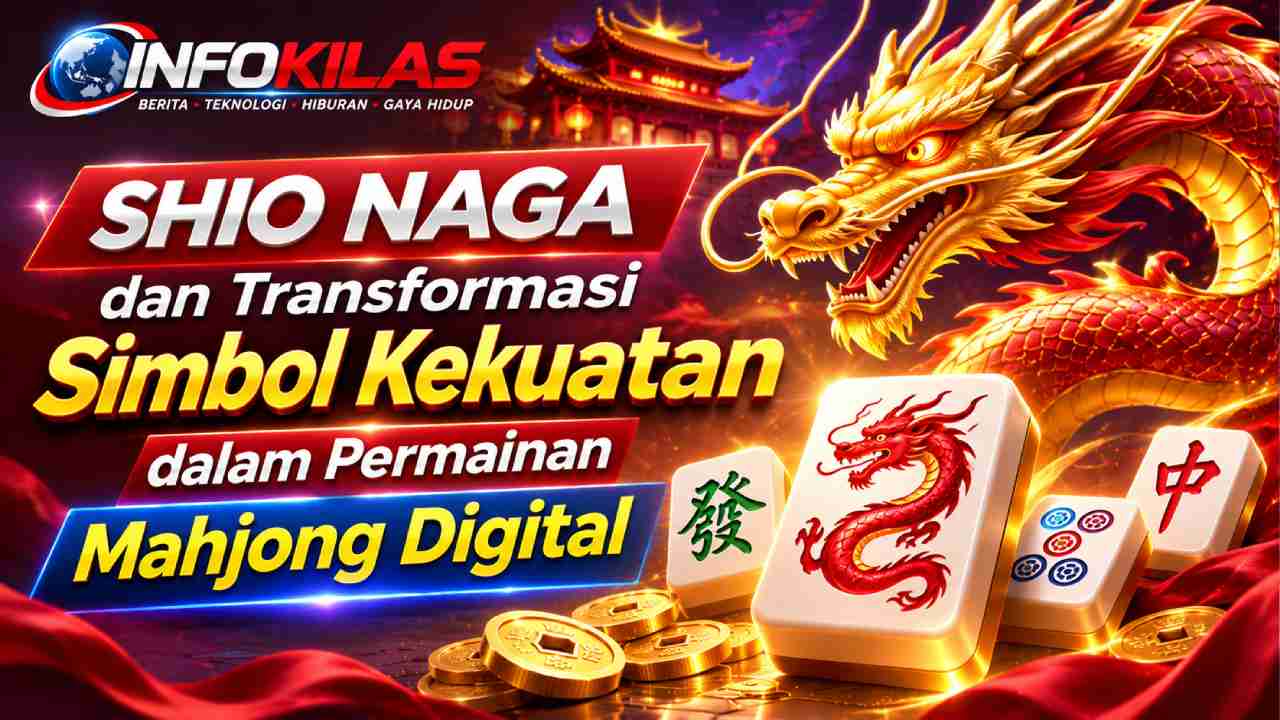 INFOKILAS
BERITA • TEKNOLOGI • HIBURAN • GAYA HIDUP
SHIO NAGA
dan Transformasi
Simbol Kekuatan
dalam Permainan
Mahjong Digital
發
中